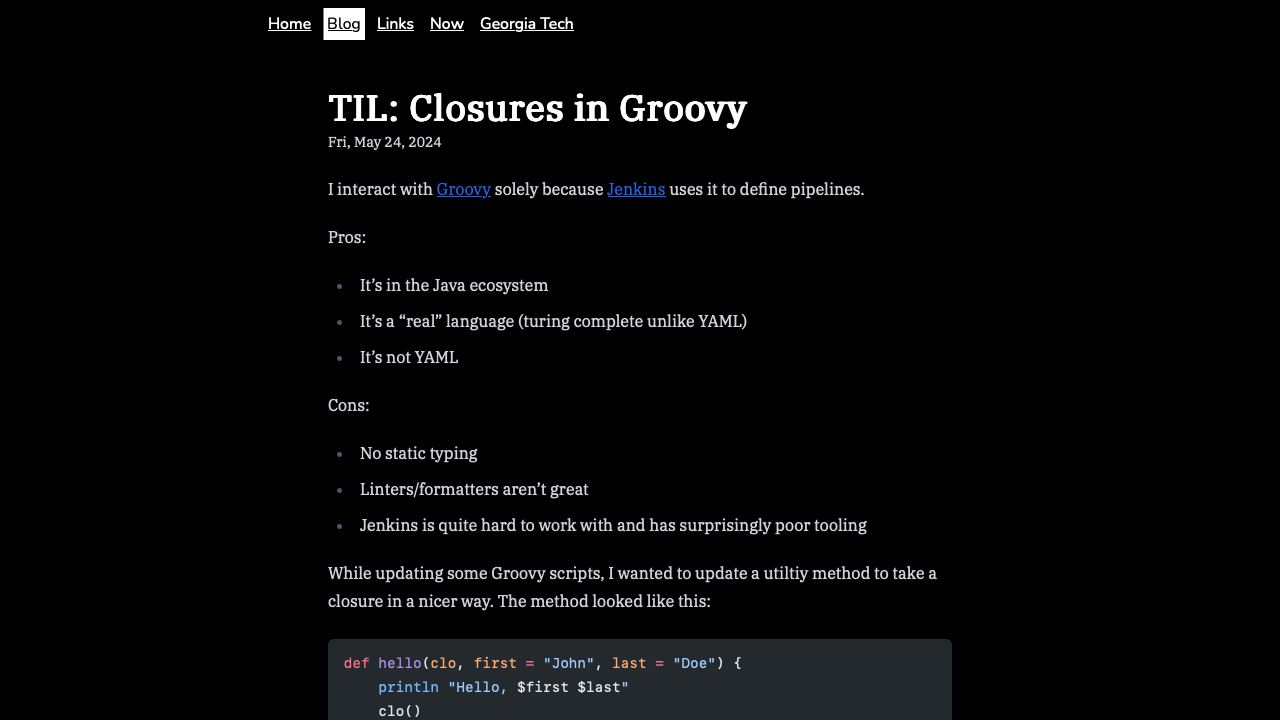 Home Blog Links Now Georgia Tech
TIL: Closures in Groovy
Fri, May 24, 2024
I interact with Groovy solely because Jenkins uses it to define pipelines.
Pros:
It’s in the Java ecosystem
It’s a “real” language (turing complete unlike YAML)
It’s not YAML
Cons:
No static typing
Linters/formatters aren’t great
Jenkins is quite hard to work with and has surprisingly poor tooling
While updating some Groovy scripts, I wanted to update a utiltiy method to take a
closure in a nicer way. The method looked like this:
def hello(clo, first = "John", last = "Doe") {
    println "Hello, $first $last"
    clo()